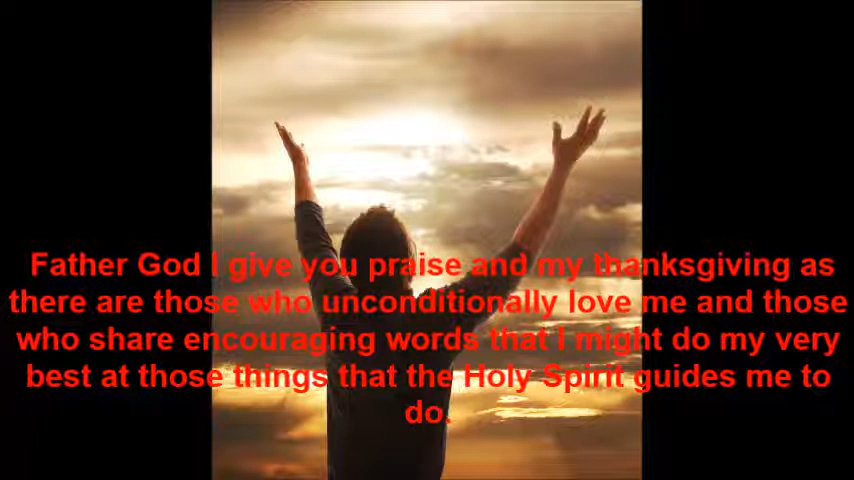 Father God I give you praise and my thanksgiving as
there are those who unconditionally love me and those
who share encouraging words that I might do my very
best at those things that the Holy Spirit guides me to
do.